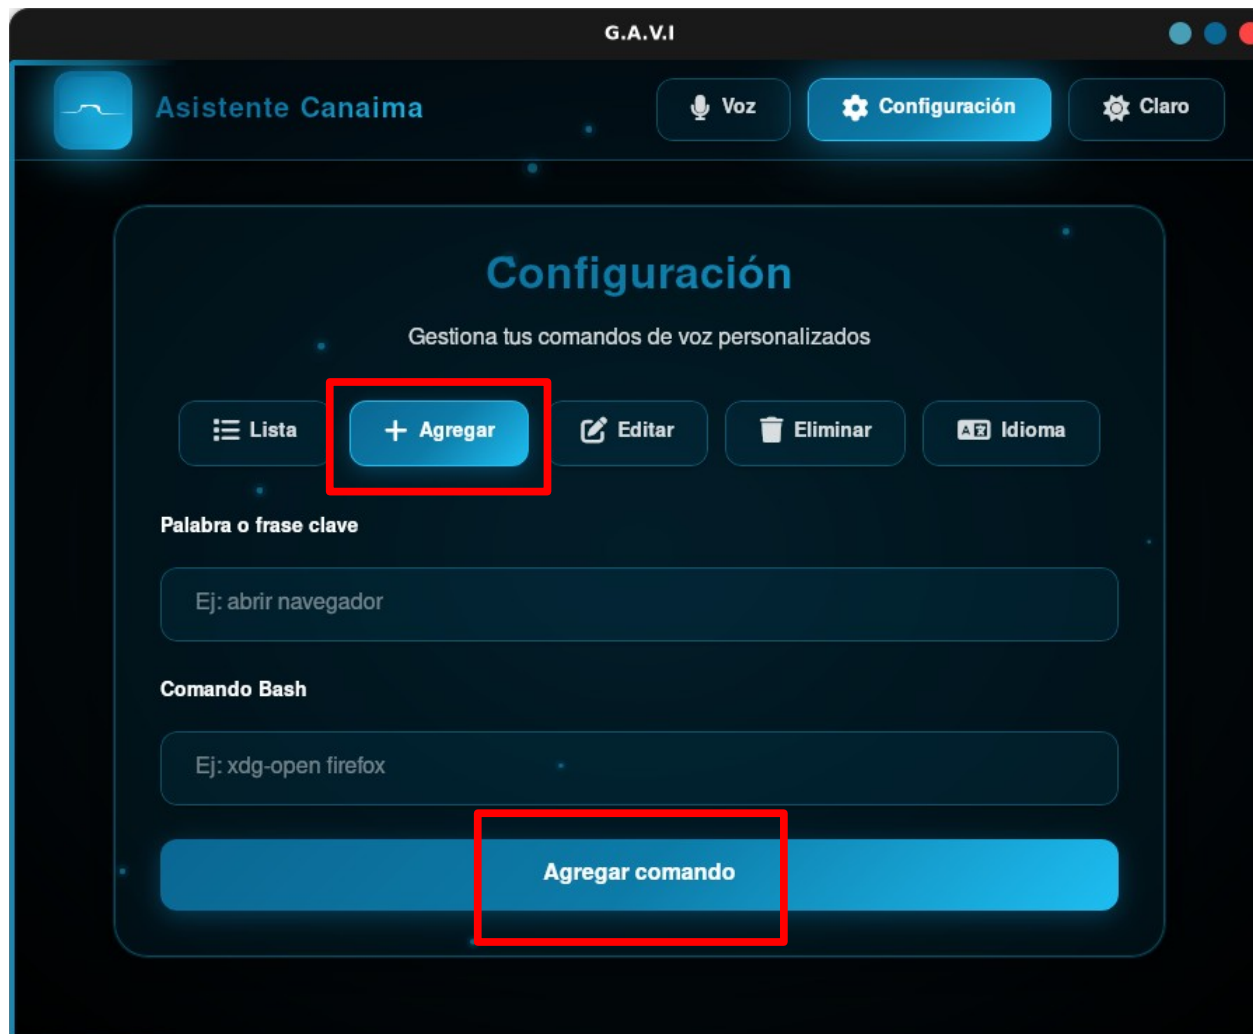 G.A.V.I
Asistente Canaima
Voz
Configuración
Claro
Configuración
Gestiona tus comandos de voz personalizados
Lista
+ Agregar
Editar
Eliminar
Idioma
Palabra o frase clave
Ej: abrir navegador
Comando Bash
Ej: xdg-open firefox
Agregar comando